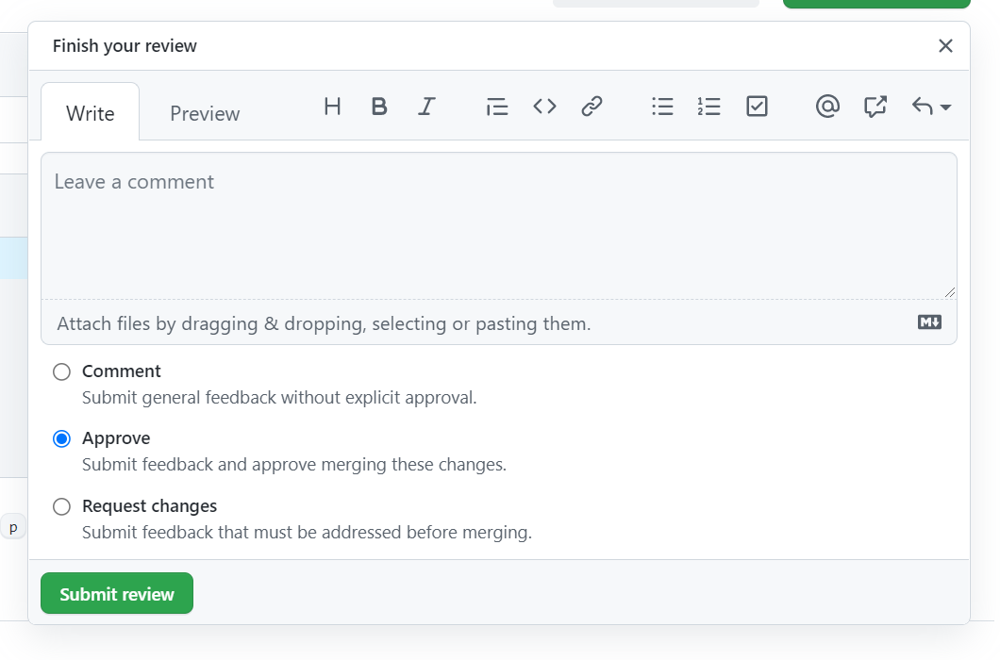 Finish your review
Write Preview
Leave a comment
Attach files by dragging & dropping, selecting or pasting them.
Comment
Submit general feedback without explicit approval.
Approve
Submit feedback and approve merging these changes.
Request changes
Submit feedback that must be addressed before merging.
p
Submit review